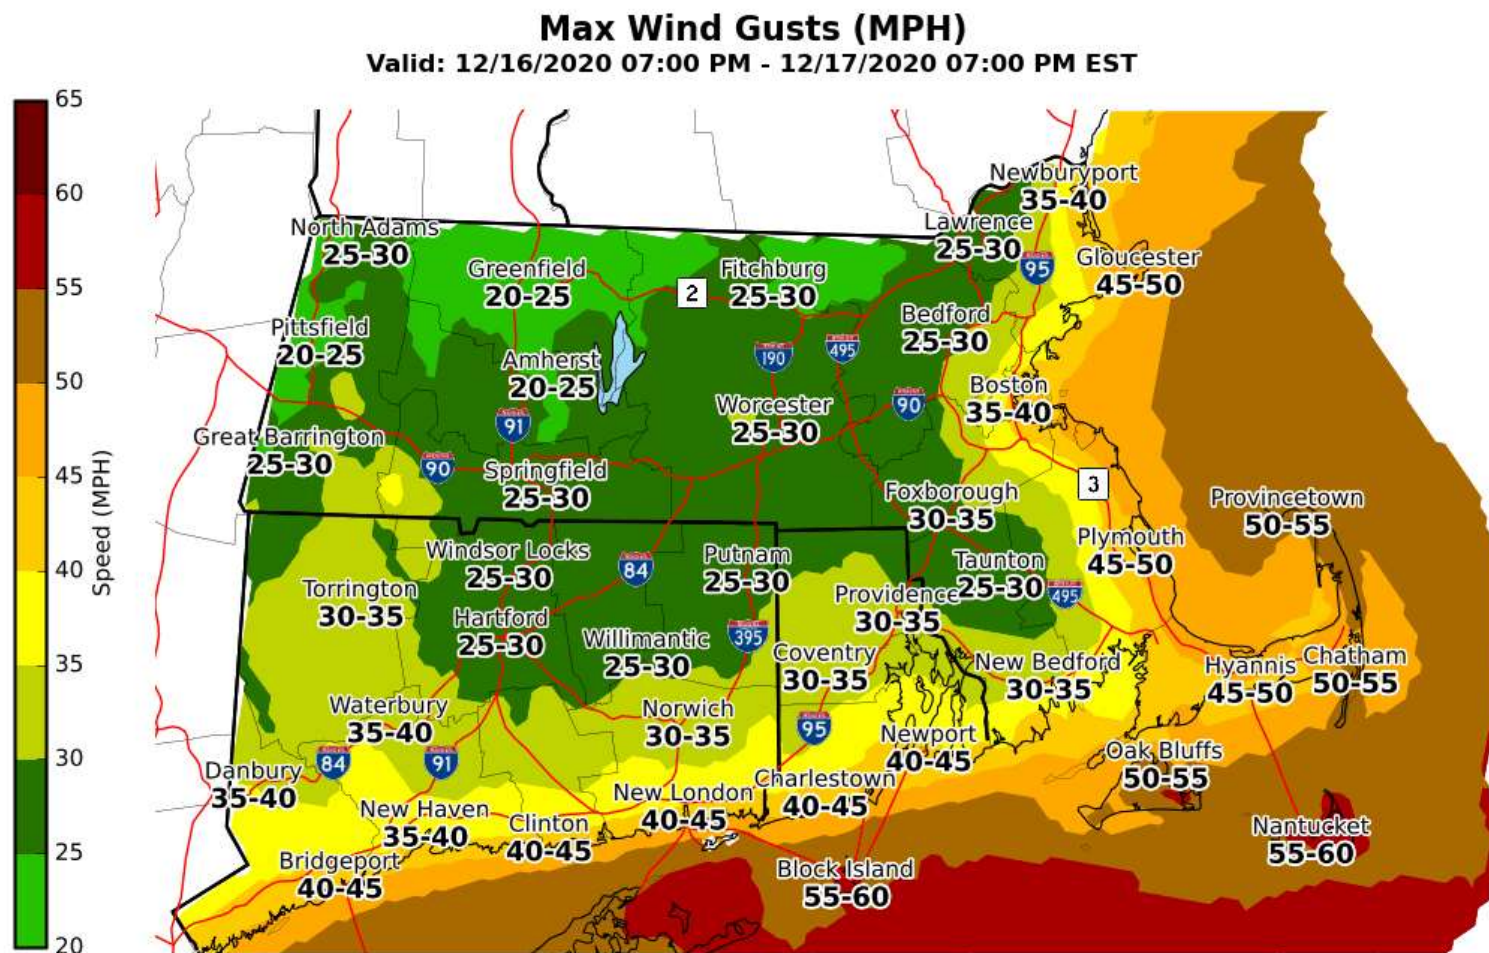 Max Wind Gusts (MPH)
Valid: 12/16/2020 07:00 PM - 12/17/2020 07:00 PM EST
65
60
55
50
45
40
35
30
25
20
Speed (MPH)
Newburyport
35-40
North Adams
25-30
Lawrence
25-30
Greenfield
20-25
Fitchburg
25-30
Gloucester
45-50
95
2
Pittsfield
20-25
Bedford
25-30
Amherst
20-25
190
495
Boston
35-40
Worcester
25-30
90
91
Great Barrington
25-30
90
Springfield
25-30
3
Foxborough
30-35
Provincetown
50-55
Plymouth
45-50
Windsor Locks
25-30
84
Putnam
25-30
Taunton
25-30
495
Torrington
30-35
Providence
30-35
Hartford
25-30
Willimantic
25-30
395
Coventry
30-35
New Bedford
30-35
Hyannis
45-50
Chatham
50-55
Waterbury
35-40
Norwich
30-35
95
Newport
40-45
Oak Bluffs
50-55
84
91
Danbury
35-40
New Haven
35-40
Clinton
40-45
New London
40-45
Charlestown
40-45
Nantucket
55-60
Bridgeport
40-45
Block Island
55-60